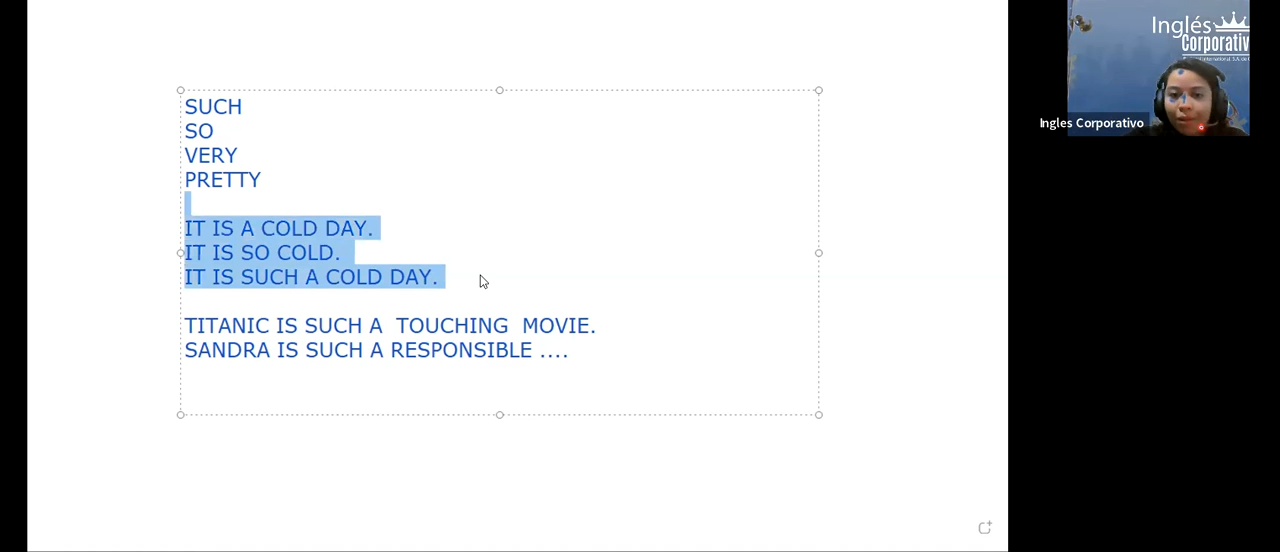 SUCH
SO
VERY
PRETTY
IT IS A COLD DAY.
IT IS SO COLD.
IT IS SUCH A COLD DAY.
TITANIC IS SUCH A  TOUCHING  MOVIE.
SANDRA IS SUCH A RESPONSIBLE ....
Inglés
Corporativ
Ingles Corporativo